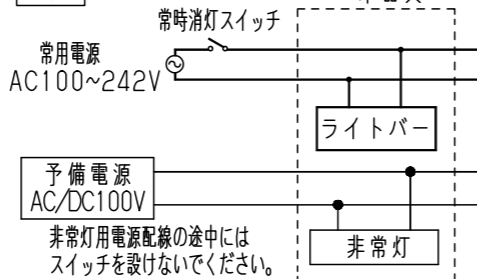 常時消灯スイッチ
常用電源
AC100~242V
ライトバー
予備電源
AC/DC100V
非常灯用電源配線の途中には
スイッチを設けないでください。
非常灯